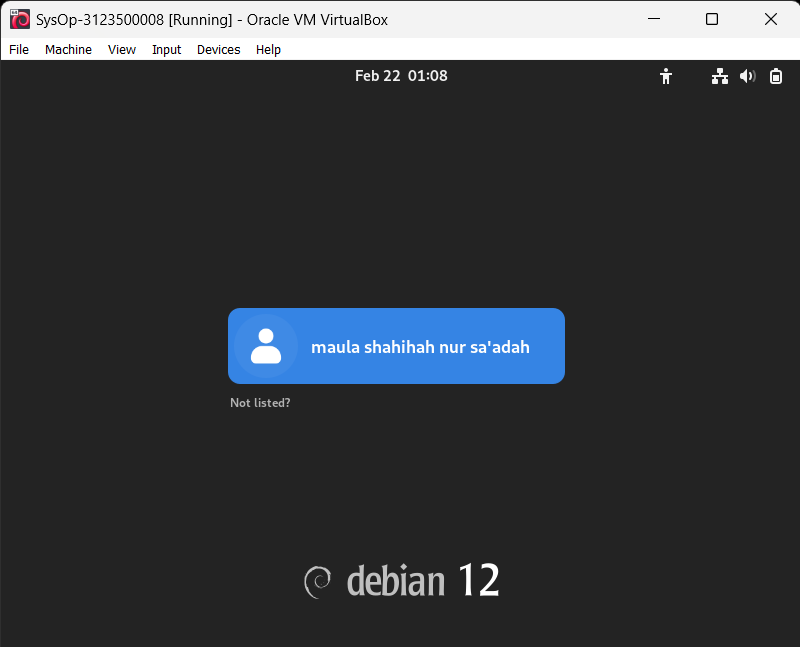 SysOp-3123500008 [Running] - Oracle VM VirtualBox
File Machine View Input Devices Help
Feb 22 01:08
maula shahihah nur sa'adah
Not listed?
debian 12